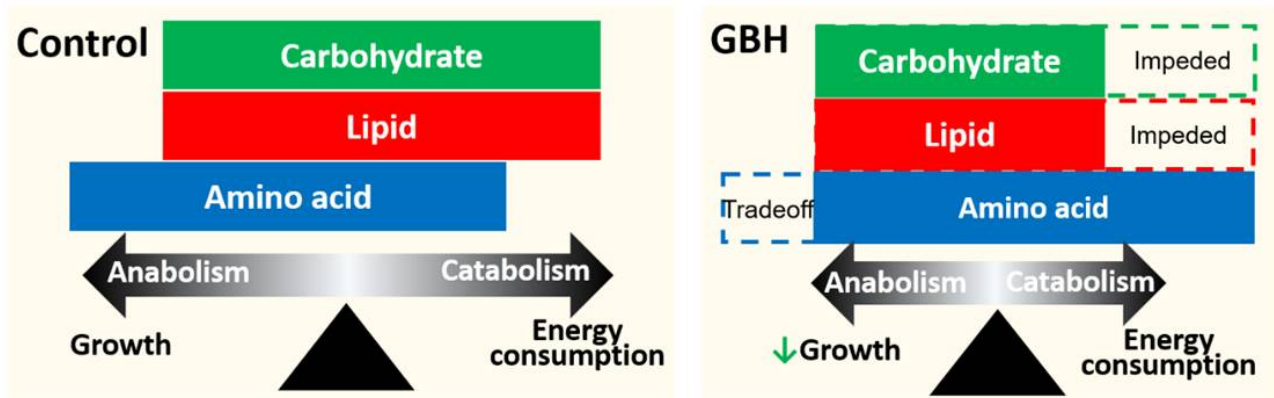 Control
Carbohydrate
Lipid
Amino acid
Anabolism
Catabolism
Growth
Energy
consumption
GBH
Carbohydrate
Impeded
Lipid
Impeded
Tradeoff
Amino acid
Anabolism
Catabolism
↓Growth
Energy
consumption